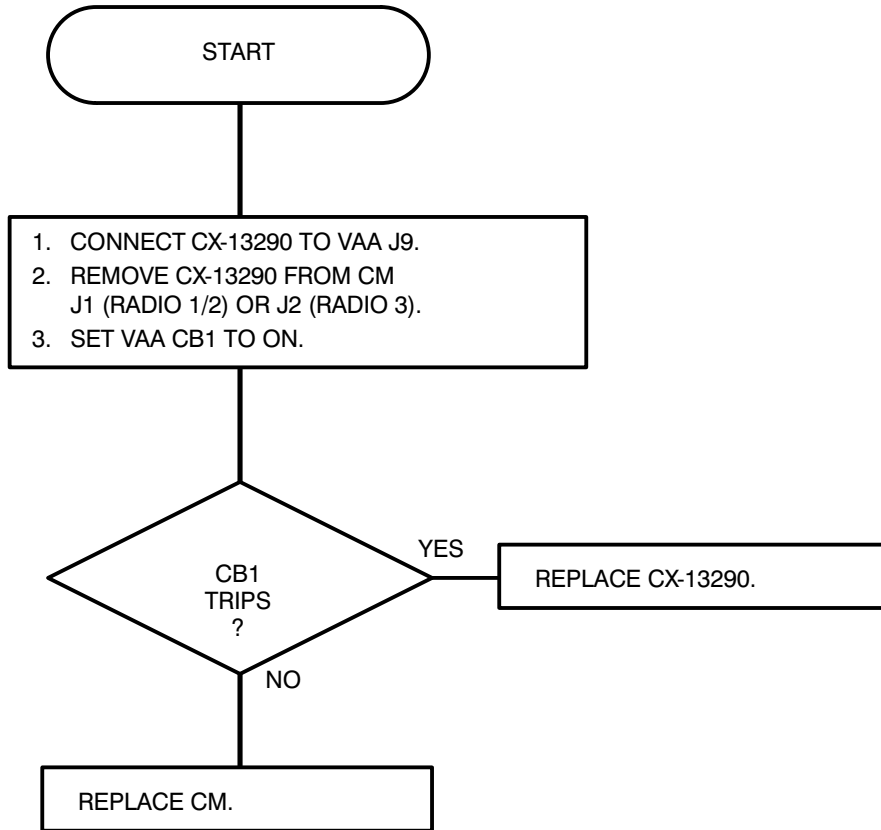 START
1. CONNECT CX-13290 TO VAA J9.
2. REMOVE CX-13290 FROM CM
J1 (RADIO 1/2) OR J2 (RADIO 3).
3. SET VAA CB1 TO ON.
CB1
TRIPS
?
YES
REPLACE CX-13290.
NO
REPLACE CM.